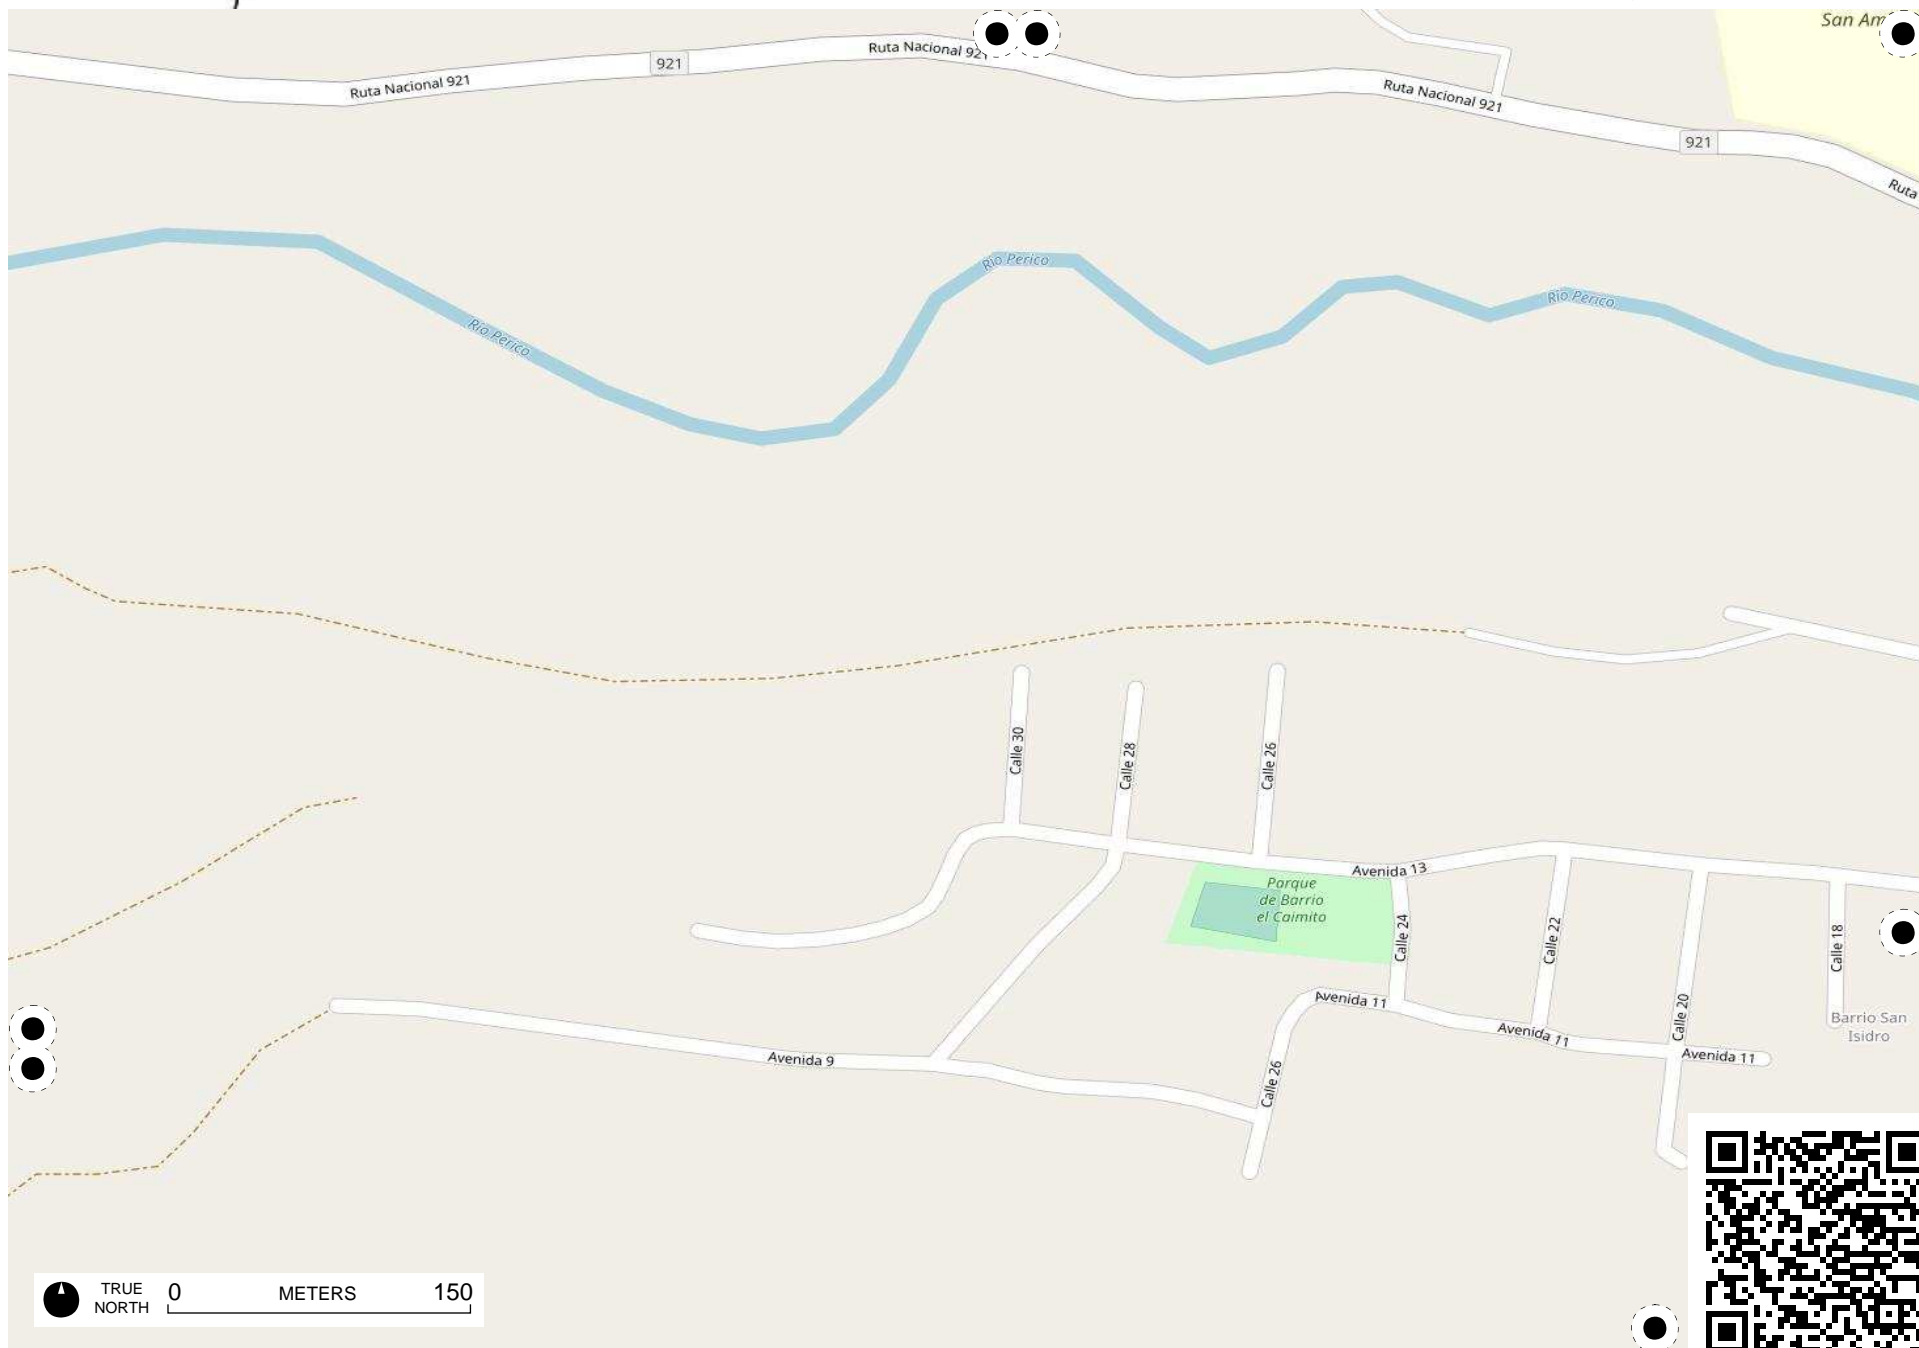 San Am
Ruta Nacional 921
921
Ruta Nacional 921
Ruta Nacional 921
921
Ruta
Río Perico
Río Perico
Río Perico
Calle 30
Calle 28
Calle 26
Avenida 13
Parque
de Barrio
el Caimito
Calle 24
Calle 22
Calle 18
Calle 20
Avenida 11
Avenida 11
Avenida 11
Barrio San
Isidro
Avenida 9
Calle 26
TRUE
NORTH
0 METERS 150